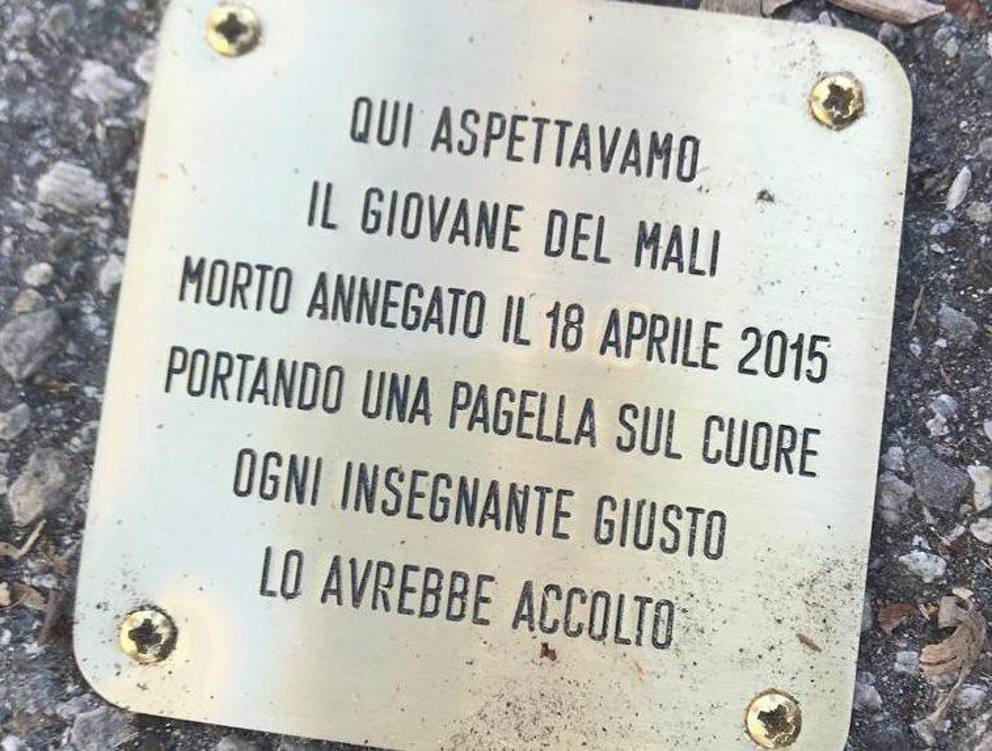 QUI ASPETTAVAMO
IL GIOVANE DEL MALI
MORTO ANNEGATO IL 18 APRILE 2015
PORTANDO UNA PAGELLA SUL CUORE
OGNI INSEGNANTE GIUSTO
LO AVREBBE ACCOLTO